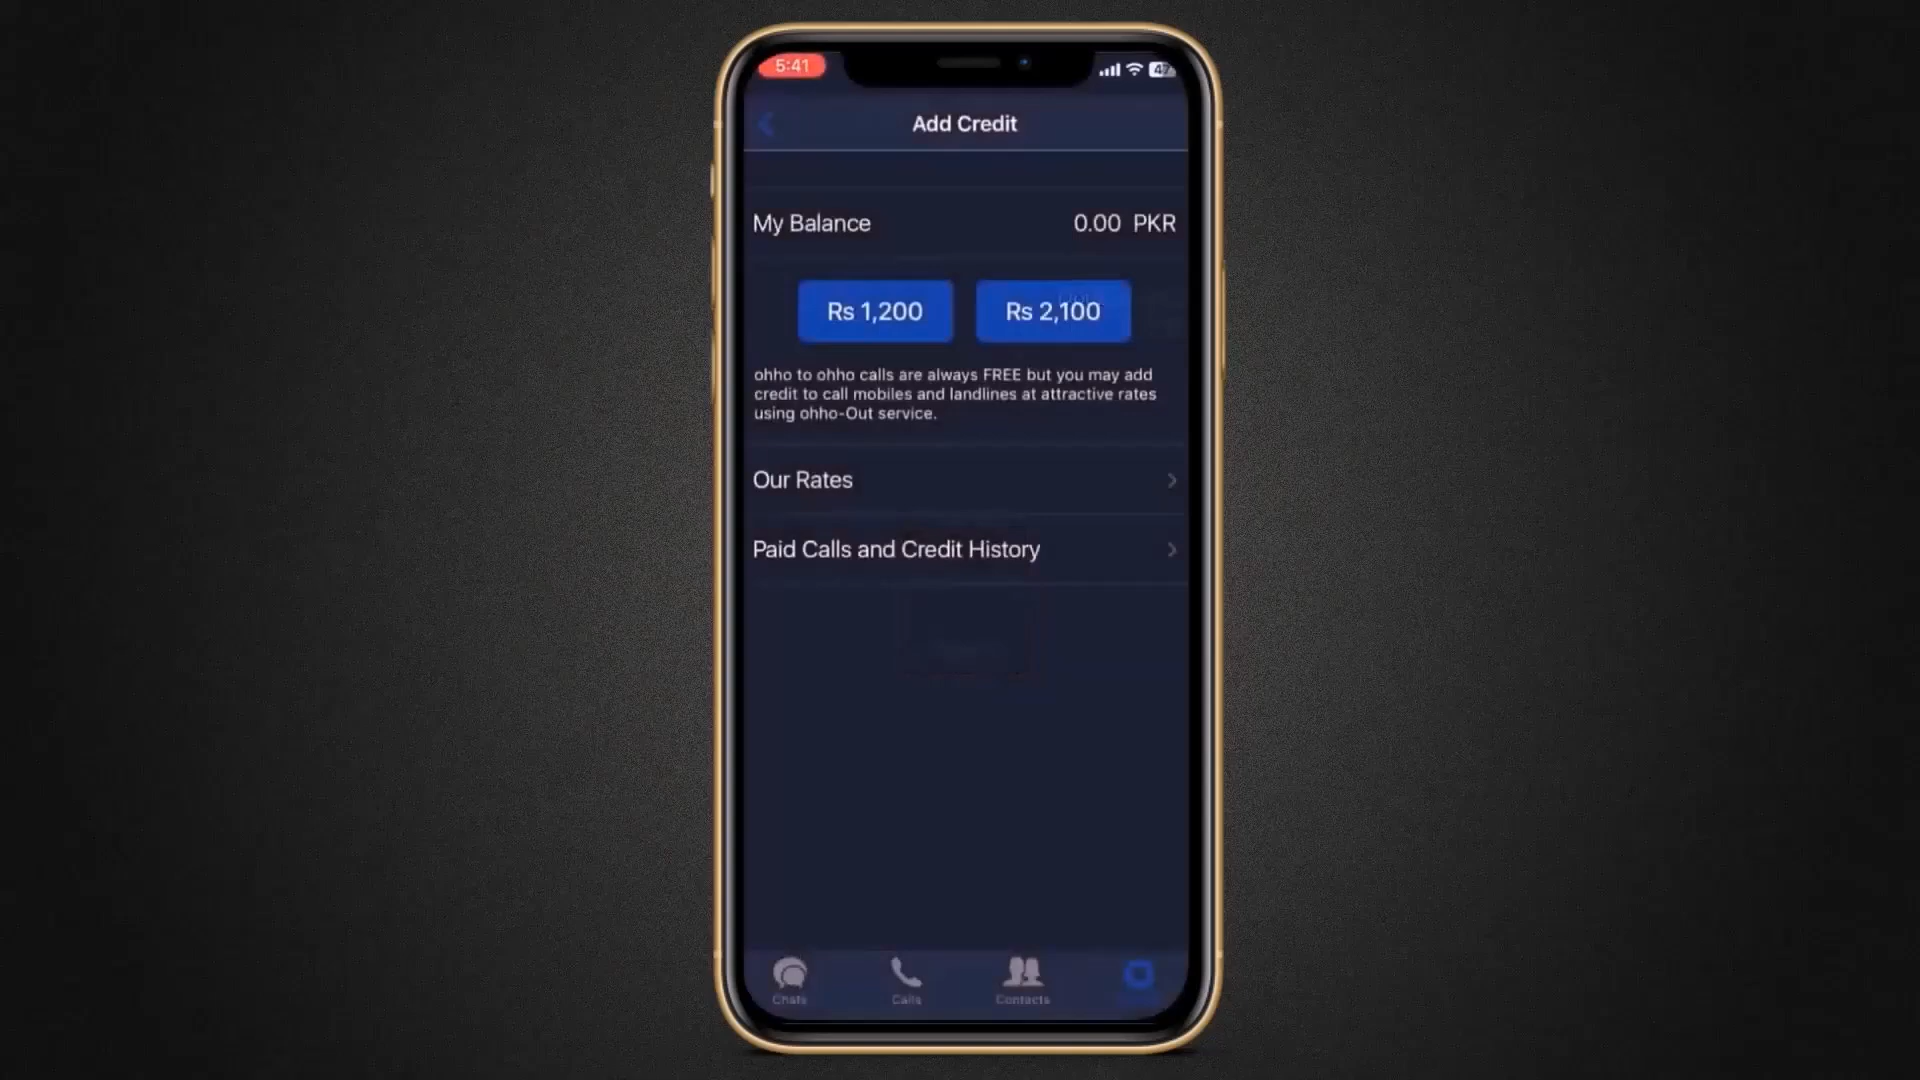 5:41
47
Add Credit
My Balance 0.00 PKR
Rs 1,200 Rs 2,100
ohho to ohho calls are always FREE but you may add
credit to call mobiles and landlines at attractive rates
using ohho-Out service.
Our Rates
Paid Calls and Credit History
Chats Calls Contacts